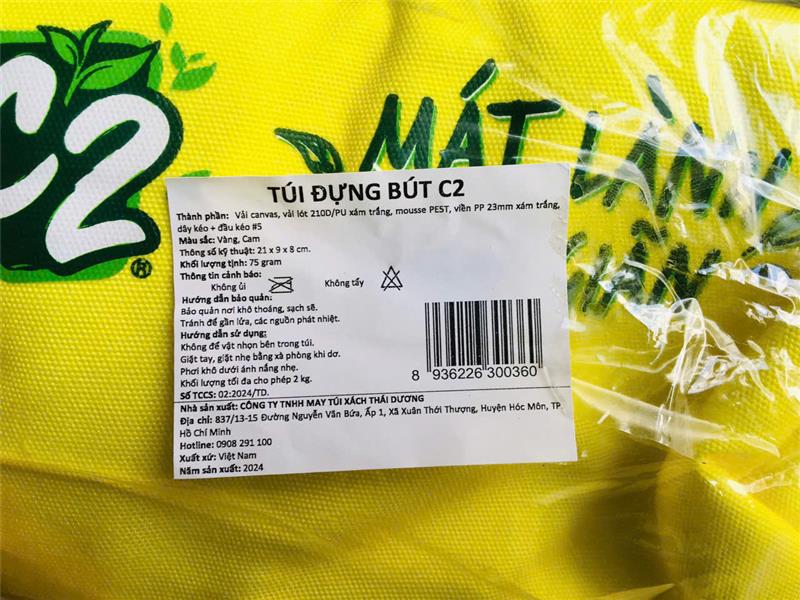 C2
®
MÁT LÀNH
TÚI ĐỰNG BÚT C2
Thành phần: Vải canvas, vải lót 210D/PU xám trắng, mousse PEST, viền PP 23mm xám trắng,
dây kéo + đầu kéo #5
Màu sắc: Vàng, Cam
Thông số kỹ thuật: 21 x 9 x 8 cm.
Khối lượng tịnh: 75 gram
Thông tin cảnh báo:
Không ủi Không tẩy
Hướng dẫn bảo quản:
Bảo quản nơi khô thoáng, sạch sẽ.
Tránh để gần lửa, các nguồn phát nhiệt.
Hướng dẫn sử dụng:
Không để vật nhọn bên trong túi.
Giặt tay, giặt nhẹ bằng xà phòng khi dơ.
Phơi khô dưới ánh nắng nhẹ.
Khối lượng tối đa cho phép 2 kg.
Số TCCS: 02:2024/TD.
8 936226 300360
Nhà sản xuất: CÔNG TY TNHH MAY TÚI XÁCH THÁI DƯƠNG
Địa chỉ: 837/13-15 Đường Nguyễn Văn Bứa, Ấp 1, Xã Xuân Thới Thượng, Huyện Hóc Môn, TP
Hồ Chí Minh
Hotline: 0908 291 100
Xuất xứ: Việt Nam
Năm sản xuất: 2024